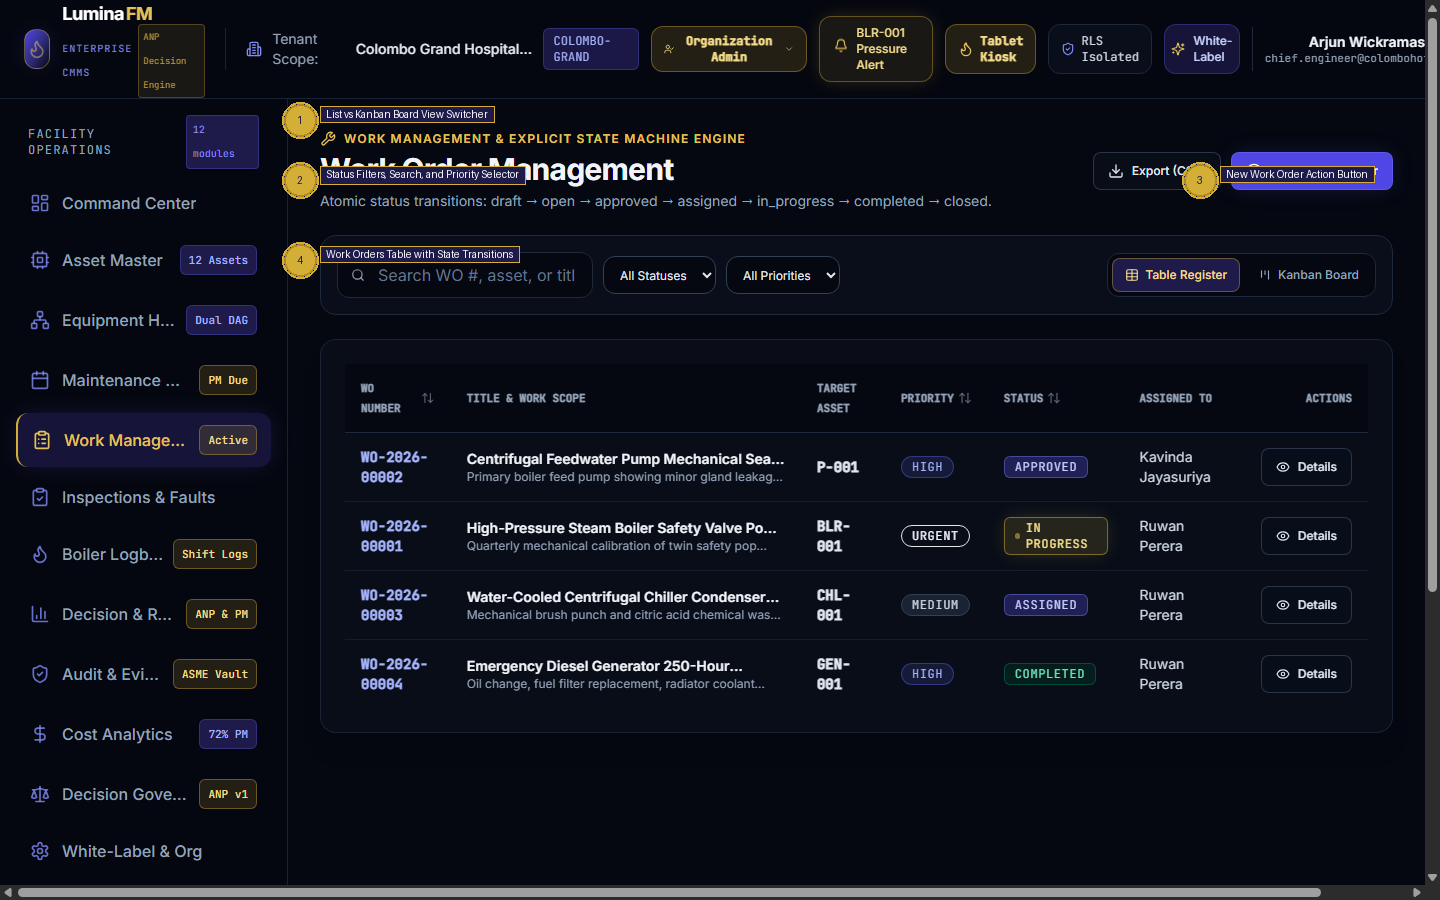 LuminaFM
ENTERPRISE CMMS
ANP Decision Engine
Tenant Scope:
Colombo Grand Hospital...
COLOMBO-GRAND
Organization Admin
BLR-001 Pressure Alert
Tablet Kiosk
RLS Isolated
White-Label
Arjun Wickramas
chief.engineer@colomboho
FACILITY OPERATIONS
12 modules
Command Center
Asset Master
12 Assets
Equipment H...
Dual DAG
Maintenance ...
PM Due
Work Manage...
Active
Inspections & Faults
Boiler Logb...
Shift Logs
Decision & R...
ANP & PM
Audit & Evi...
ASME Vault
Cost Analytics
72% PM
Decision Gove...
ANP v1
White-Label & Org
1
List vs Kanban Board View Switcher
WORK MANAGEMENT & EXPLICIT STATE MACHINE ENGINE
Work Order Management
2
Status Filters, Search, and Priority Selector
Atomic status transitions: draft → open → approved → assigned → in_progress → completed → closed.
Export (C
3
New Work Order Action Button
4
Work Orders Table with State Transitions
Search WO #, asset, or titl
All Statuses
All Priorities
Table Register
Kanban Board
WO NUMBER
TITLE & WORK SCOPE
TARGET ASSET
PRIORITY
STATUS
ASSIGNED TO
ACTIONS
WO-2026-00002
Centrifugal Feedwater Pump Mechanical Sea...
Primary boiler feed pump showing minor gland leakag...
P-001
HIGH
APPROVED
Kavinda Jayasuriya
Details
WO-2026-00001
High-Pressure Steam Boiler Safety Valve Po...
Quarterly mechanical calibration of twin safety pop...
BLR-001
URGENT
IN PROGRESS
Ruwan Perera
Details
WO-2026-00003
Water-Cooled Centrifugal Chiller Condenser...
Mechanical brush punch and citric acid chemical was...
CHL-001
MEDIUM
ASSIGNED
Ruwan Perera
Details
WO-2026-00004
Emergency Diesel Generator 250-Hour...
Oil change, fuel filter replacement, radiator coolant...
GEN-001
HIGH
COMPLETED
Ruwan Perera
Details